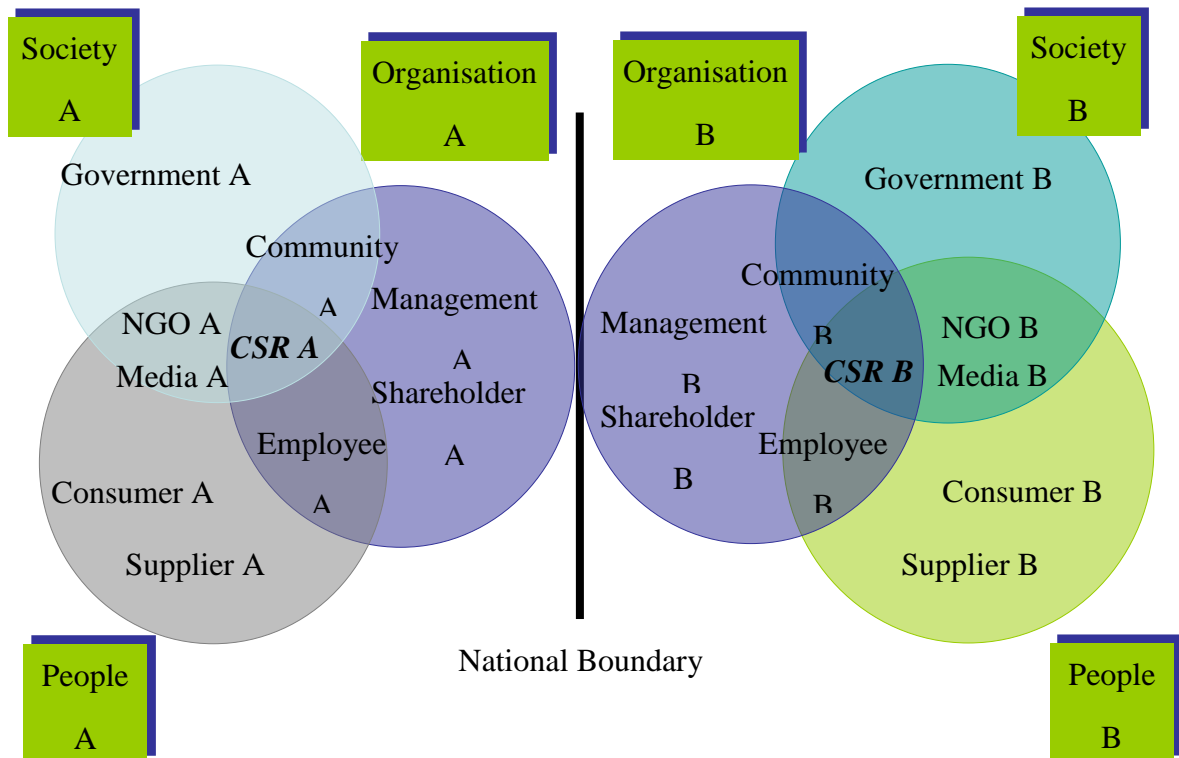 Society
A
Organisation
A
Organisation
B
Society
B
Government A
Government B
Community
A
Community
B
Management
A
Management
B
NGO A
Media A
CSR A
NGO B
Media B
CSR B
Shareholder
A
Shareholder
B
Employee
A
Employee
B
Consumer A
Supplier A
Consumer B
Supplier B
National Boundary
People
A
People
B